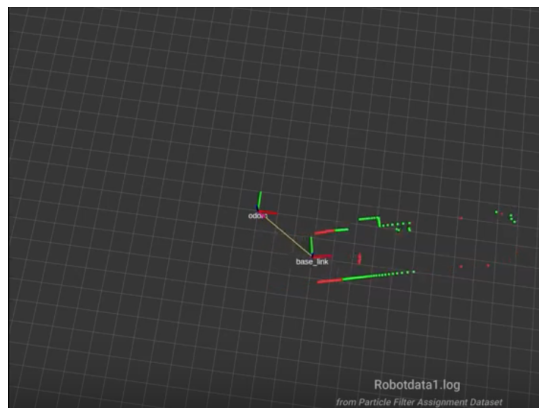 odom
base_link
Robotdata1.log
from Particle Filter Assignment Dataset